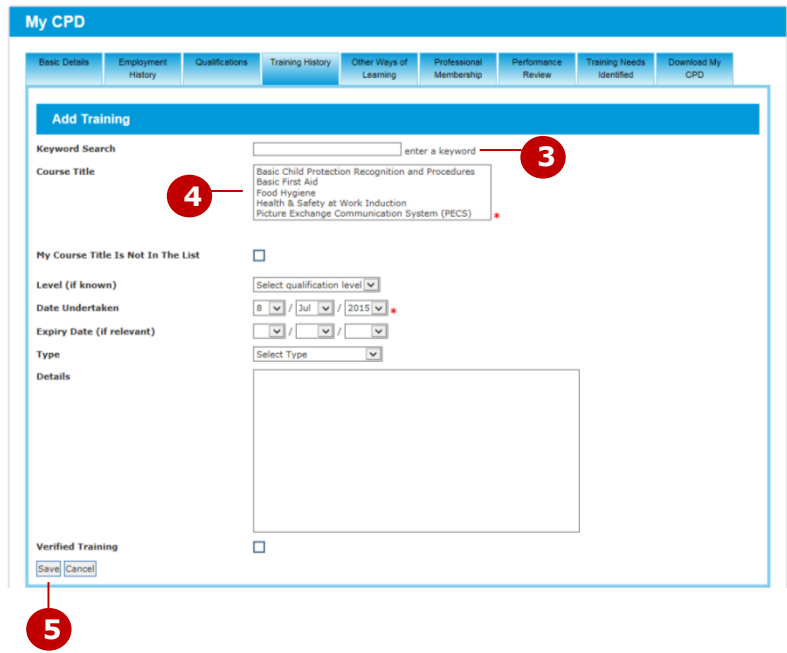 My CPD
Basic Details
Employment History
Qualifications
Training History
Other Ways of Learning
Professional Membership
Performance Review
Training Needs Identified
Download My CPD
Add Training
Keyword Search
enter a keyword
3
Course Title
Basic Child Protection Recognition and Procedures
Basic First Aid
Food Hygiene
Health & Safety at Work Induction
Picture Exchange Communication System (PECS) *
4
My Course Title Is Not In The List
Level (if known) Select qualification level
Date Undertaken 8 / Jul / 2015 *
Expiry Date (if relevant) / /
Type Select Type
Details
Verified Training
Save Cancel
5